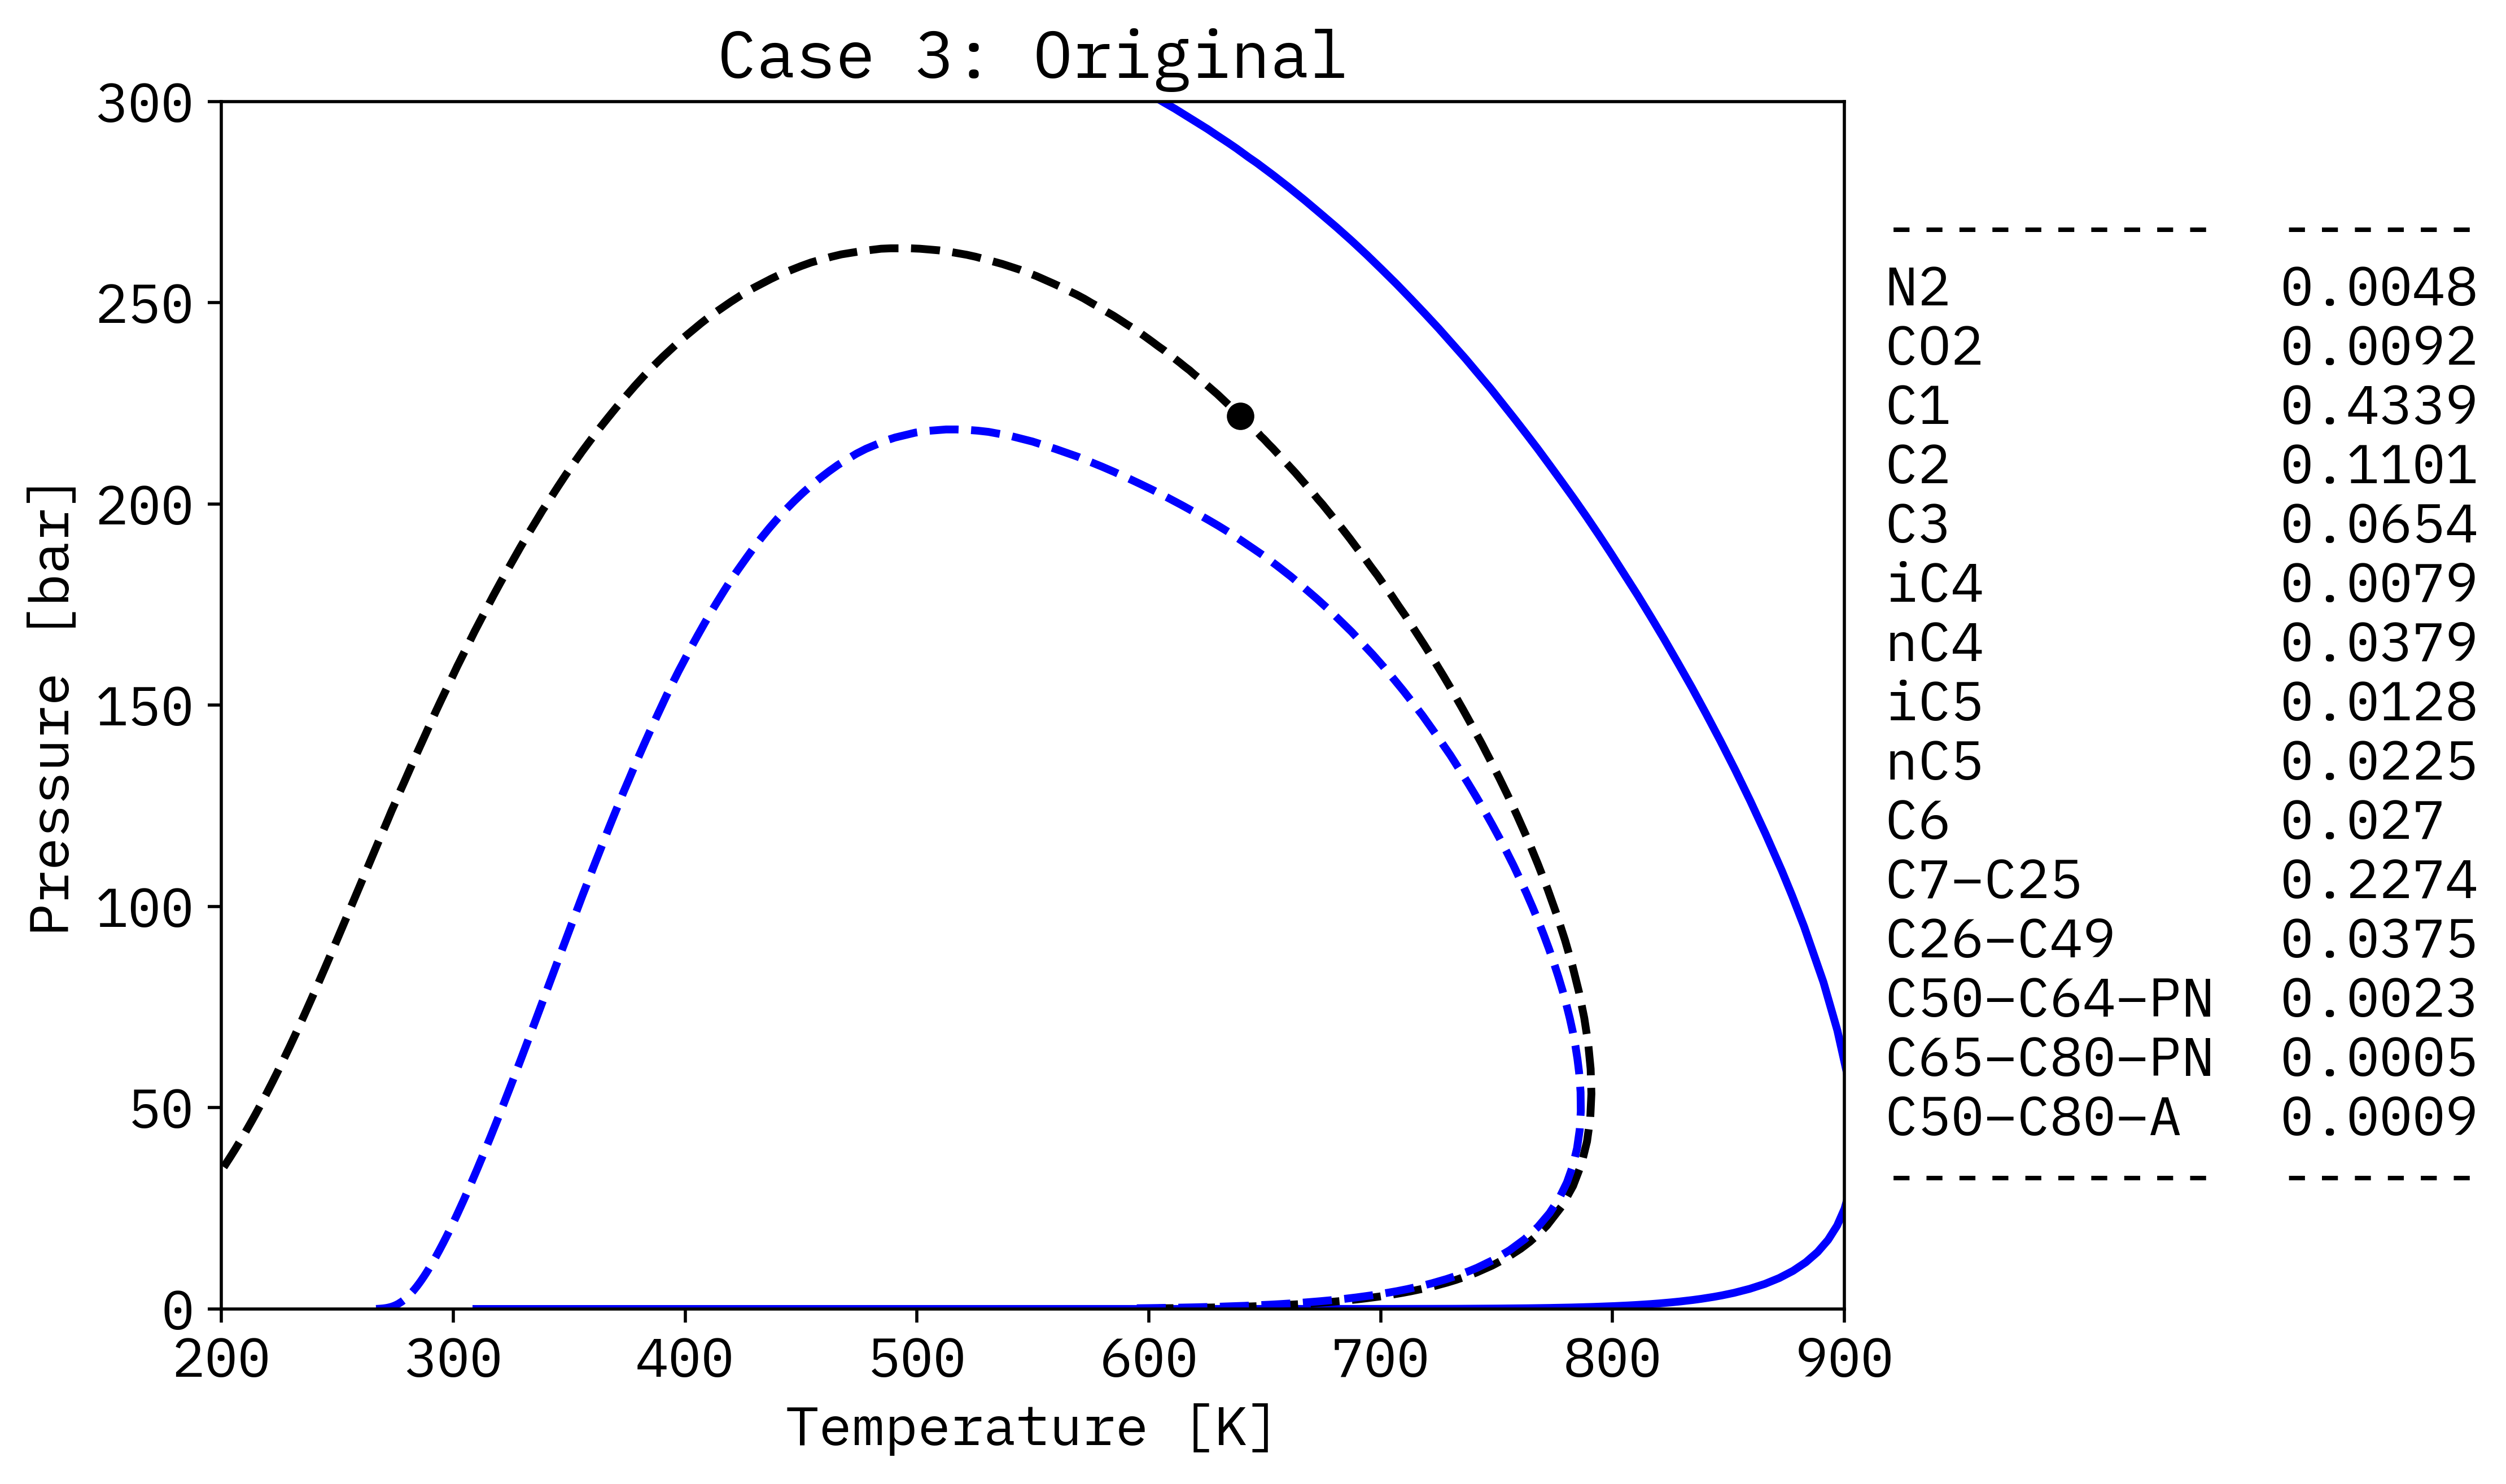 Case 3: Original
300
250
200
150
100
50
0
Pressure [bar]
200 300 400 500 600 700 800 900
Temperature [K]
---------- ------
N2 0.0048
CO2 0.0092
C1 0.4339
C2 0.1101
C3 0.0654
iC4 0.0079
nC4 0.0379
iC5 0.0128
nC5 0.0225
C6 0.027
C7-C25 0.2274
C26-C49 0.0375
C50-C64-PN 0.0023
C65-C80-PN 0.0005
C50-C80-A 0.0009
---------- ------